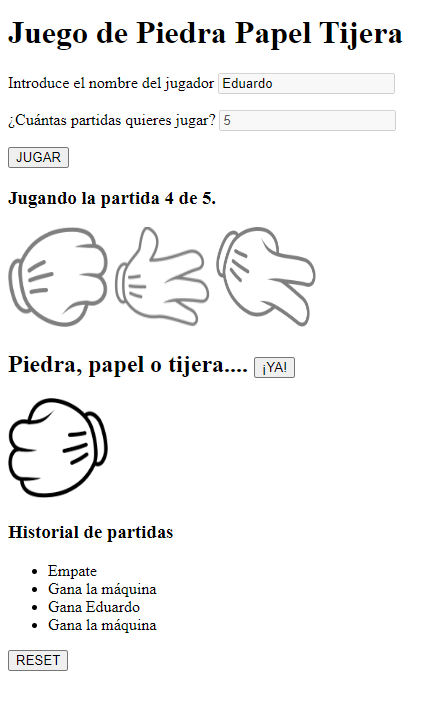 Juego de Piedra Papel Tijera
Introduce el nombre del jugador Eduardo
¿Cuántas partidas quieres jugar? 5
JUGAR
Jugando la partida 4 de 5.
Piedra, papel o tijera.... ¡YA!
Historial de partidas
Empate
Gana la máquina
Gana Eduardo
Gana la máquina
RESET